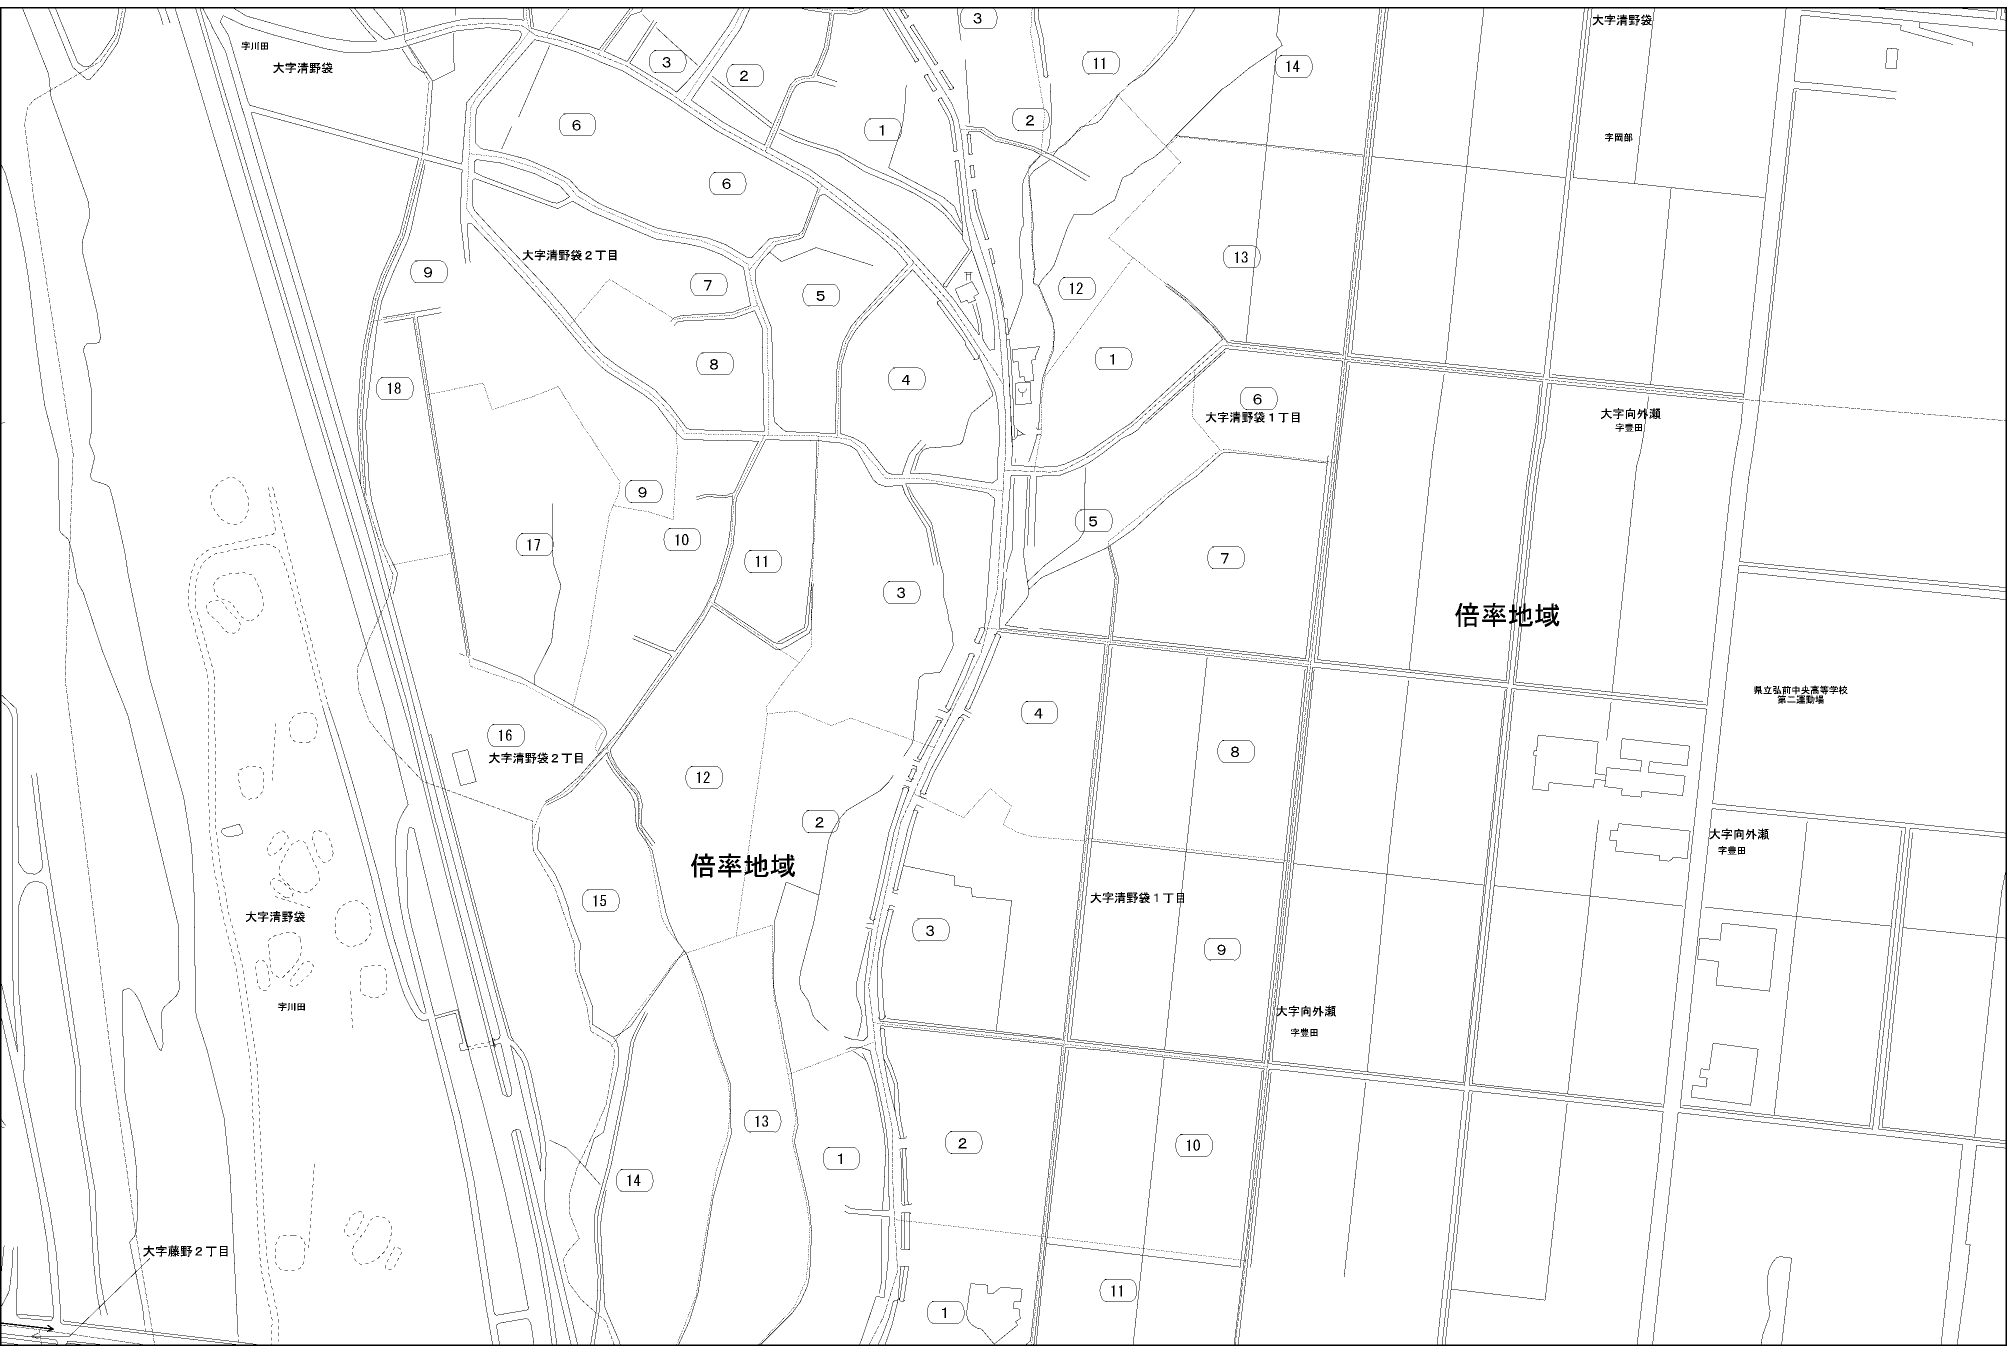 3
大字清野袋
字川田
大字清野袋
3
2
11
14
6
1
2
字岡部
6
大字清野袋２丁目
9
7
5
12
13
8
4
1
18
6
大字清野袋１丁目
大字向外瀬
字豊田
9
17
10
11
5
7
3
倍率地域
県立弘前中央高等学校
第二運動場
4
16
大字清野袋２丁目
8
12
2
大字向外瀬
字豊田
倍率地域
15
大字清野袋１丁目
大字清野袋
3
9
字川田
大字向外瀬
字豊田
13
1
2
10
14
大字藤野２丁目
11
1